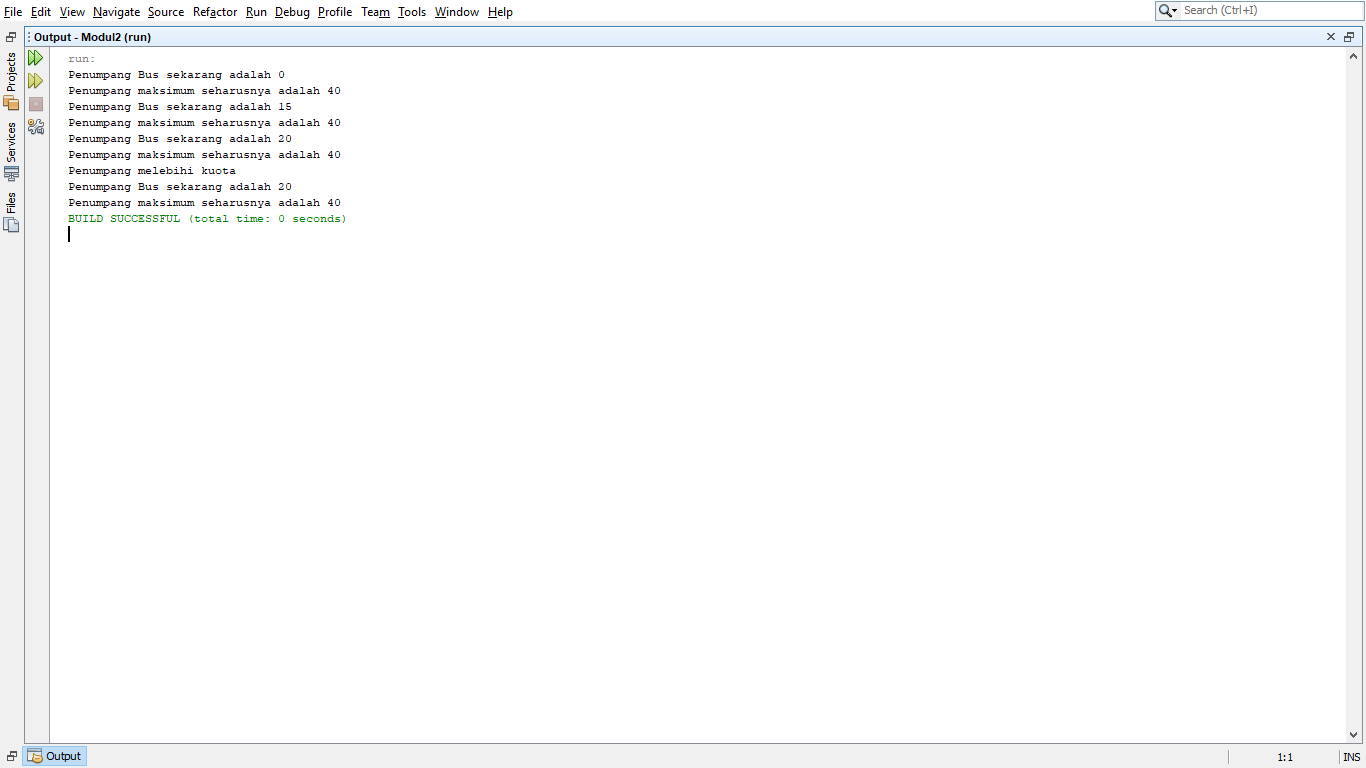 File Edit View Navigate Source Refactor Run Debug Profile Team Tools Window Help
Search (Ctrl+I)
Output - Modul2 (run)
Projects
Services
Files
run:
Penumpang Bus sekarang adalah 0
Penumpang maksimum seharusnya adalah 40
Penumpang Bus sekarang adalah 15
Penumpang maksimum seharusnya adalah 40
Penumpang Bus sekarang adalah 20
Penumpang maksimum seharusnya adalah 40
Penumpang melebihi kuota
Penumpang Bus sekarang adalah 20
Penumpang maksimum seharusnya adalah 40
BUILD SUCCESSFUL (total time: 0 seconds)
Output
1:1 INS